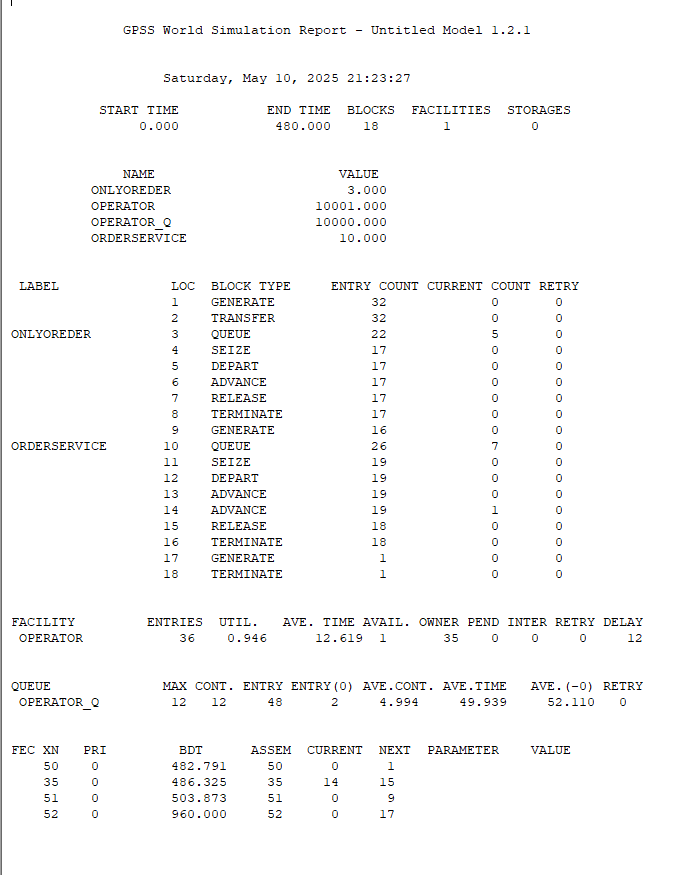 GPSS World Simulation Report - Untitled Model 1.2.1
Saturday, May 10, 2025 21:23:27
START TIME END TIME BLOCKS FACILITIES STORAGES
0.000 480.000 18 1 0
NAME VALUE
ONLYOREDER 3.000
OPERATOR 10001.000
OPERATOR_Q 10000.000
ORDERSERVICE 10.000
LABEL LOC BLOCK TYPE ENTRY COUNT CURRENT COUNT RETRY
1 GENERATE 32 0 0
2 TRANSFER 32 0 0
ONLYOREDER 3 QUEUE 22 5 0
4 SEIZE 17 0 0
5 DEPART 17 0 0
6 ADVANCE 17 0 0
7 RELEASE 17 0 0
8 TERMINATE 17 0 0
9 GENERATE 16 0 0
ORDERSERVICE 10 QUEUE 26 7 0
11 SEIZE 19 0 0
12 DEPART 19 0 0
13 ADVANCE 19 0 0
14 ADVANCE 19 1 0
15 RELEASE 18 0 0
16 TERMINATE 18 0 0
17 GENERATE 1 0 0
18 TERMINATE 1 0 0
FACILITY ENTRIES UTIL. AVE. TIME AVAIL. OWNER PEND INTER RETRY DELAY
OPERATOR 36 0.946 12.619 1 35 0 0 0 12
QUEUE MAX CONT. ENTRY ENTRY(0) AVE.CONT. AVE.TIME AVE.(-0) RETRY
OPERATOR_Q 12 12 48 2 4.994 49.939 52.110 0
FEC XN PRI BDT ASSEM CURRENT NEXT PARAMETER VALUE
50 0 482.791 50 0 1
35 0 486.325 35 14 15
51 0 503.873 51 0 9
52 0 960.000 52 0 17